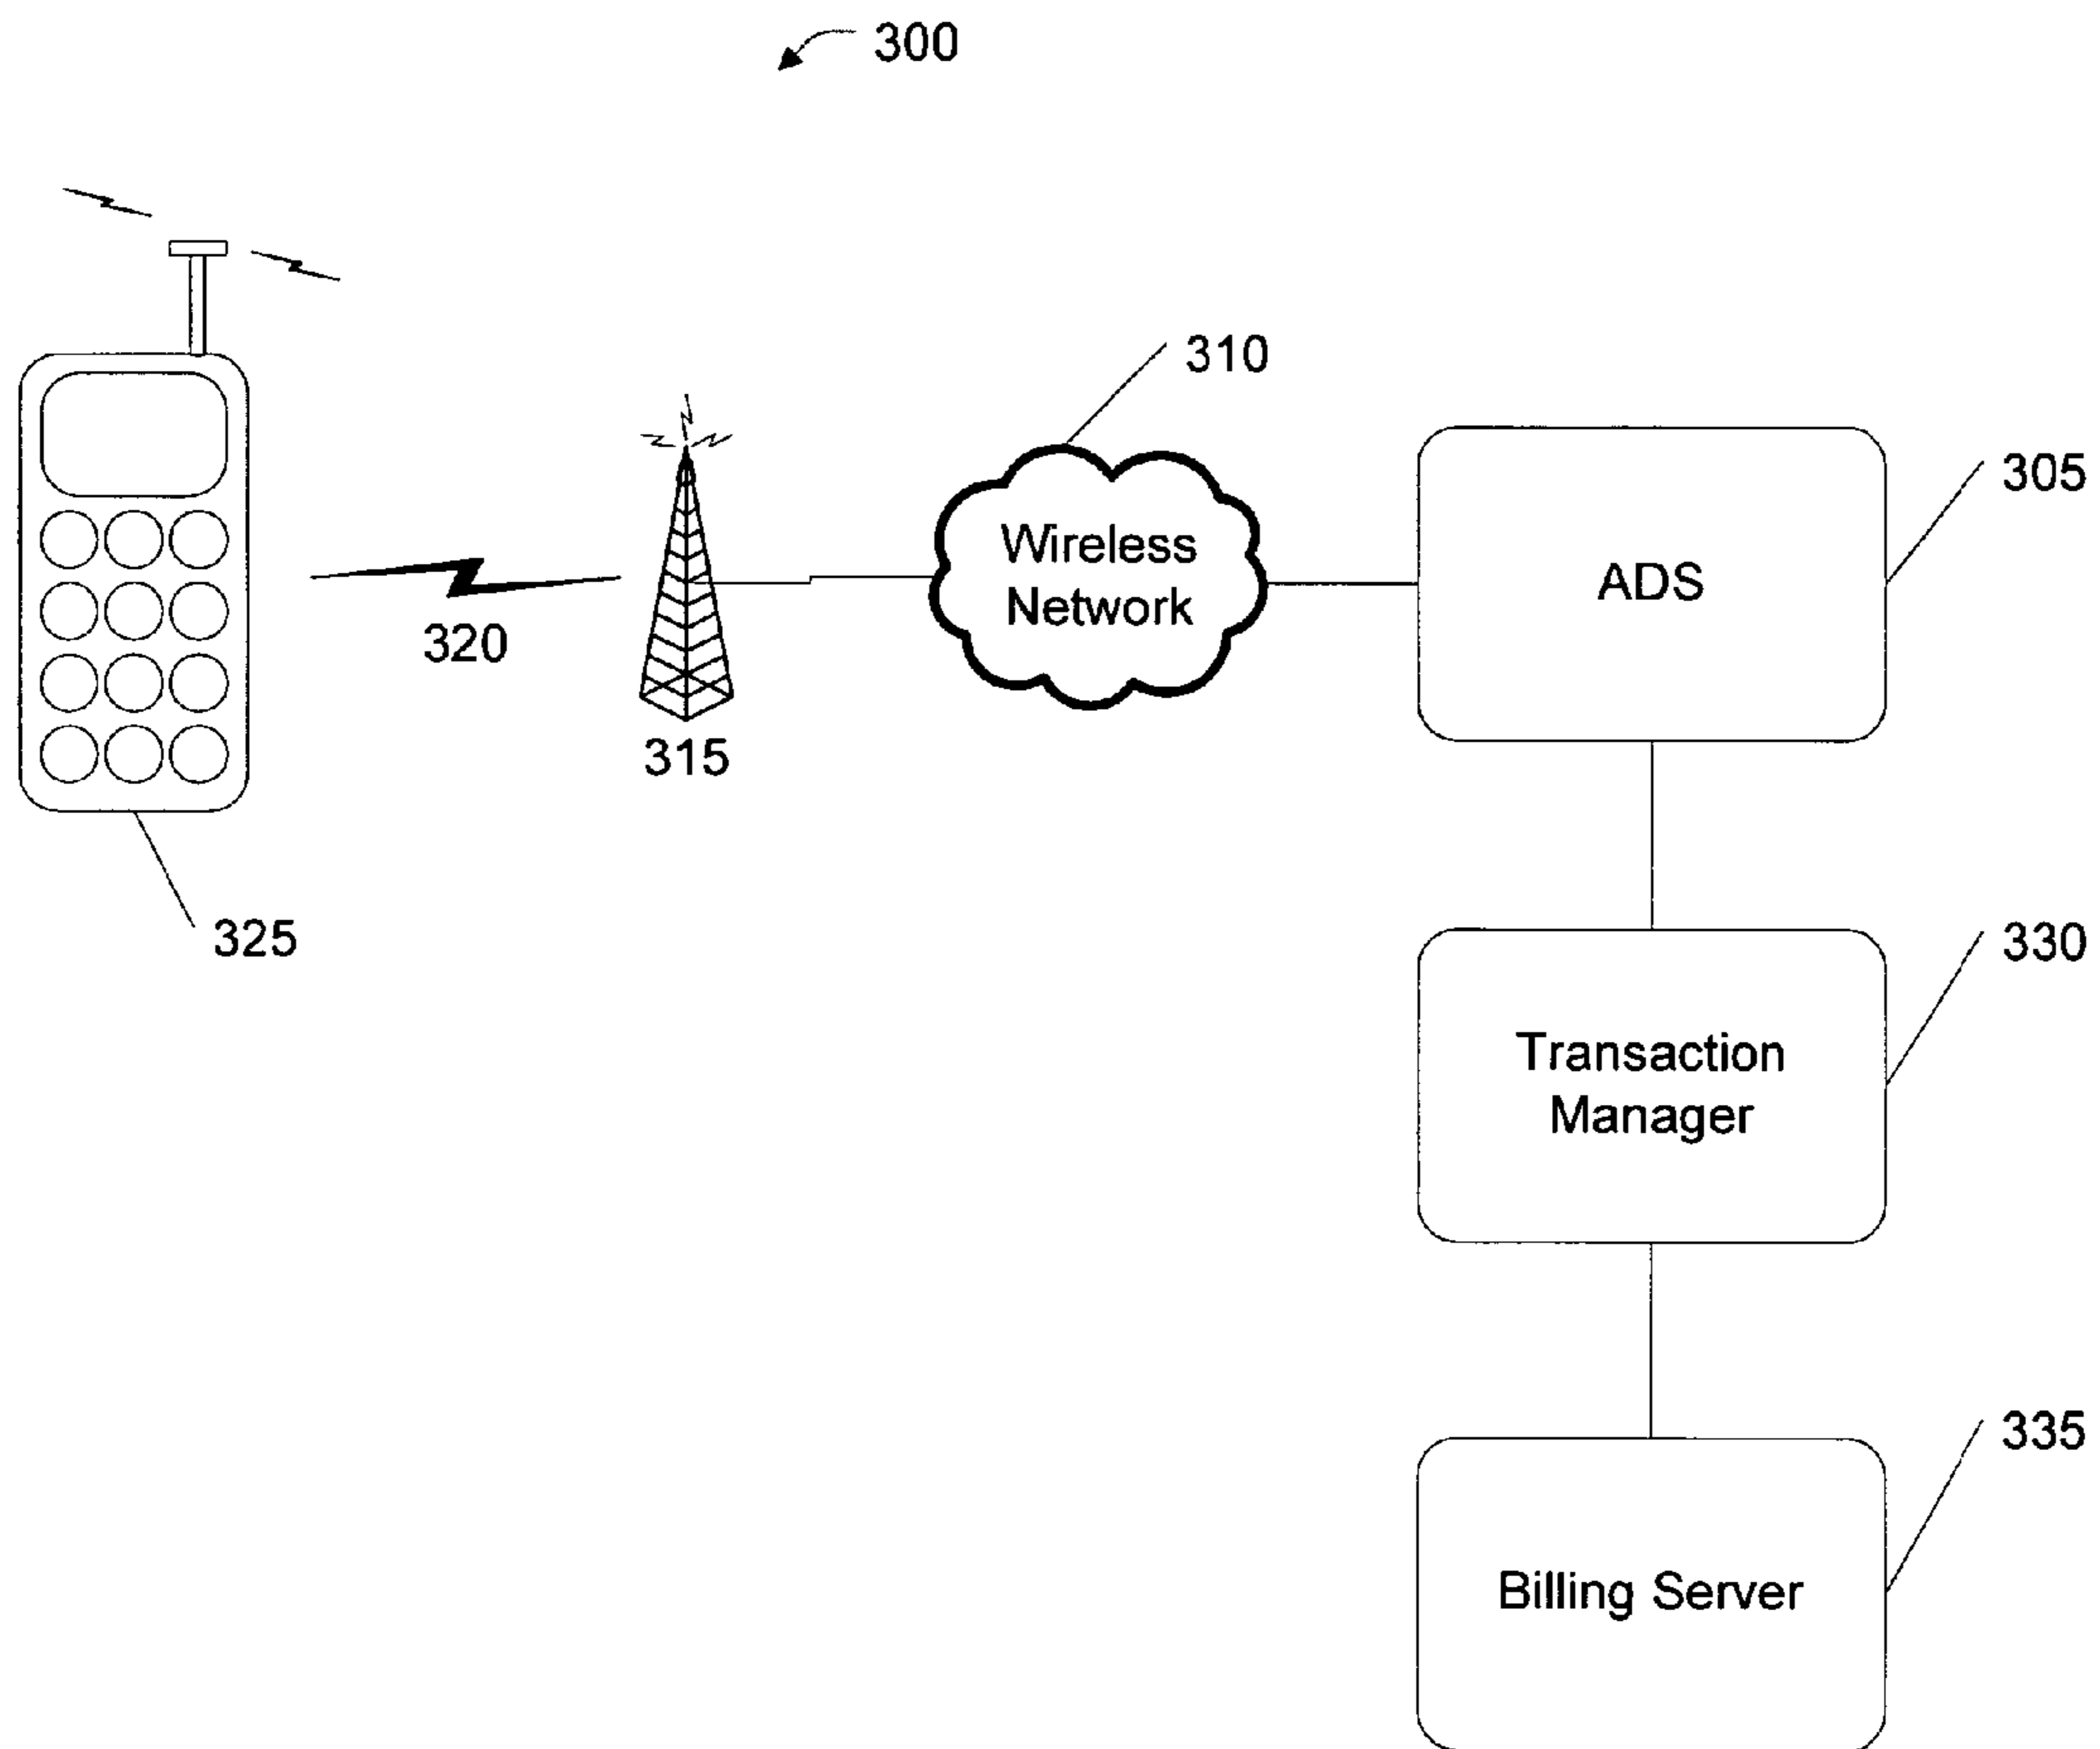 300
310
Wireless
Network
ADS
305
320
315
325
330
Transaction
Manager
335
Billing Server